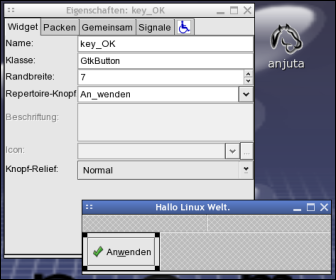 Eigenschaften: key_OK
Widget Packen Gemeinsam Signale
Name: key_OK
Klasse: GtkButton
Randbreite: 7
Repertoire-Knopf: An_wenden
Beschriftung:
Icon: ...
Knopf-Relief: Normal
anjuta
Hallo Linux Welt.
Anwenden